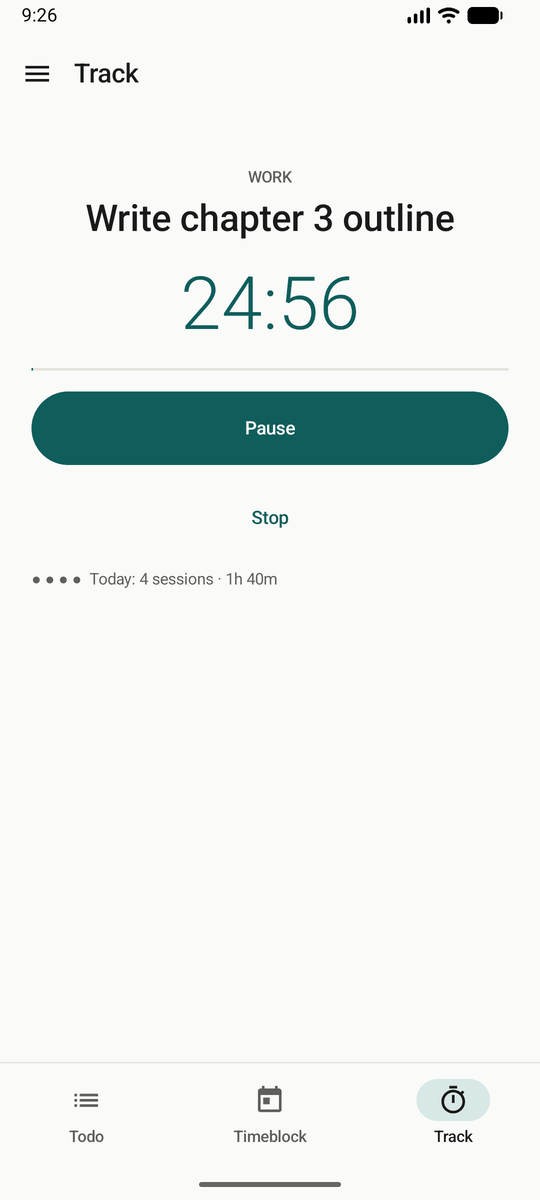 9:26
Track
WORK
Write chapter 3 outline
24:56
Pause
Stop
Today: 4 sessions · 1h 40m
Todo
Timeblock
Track